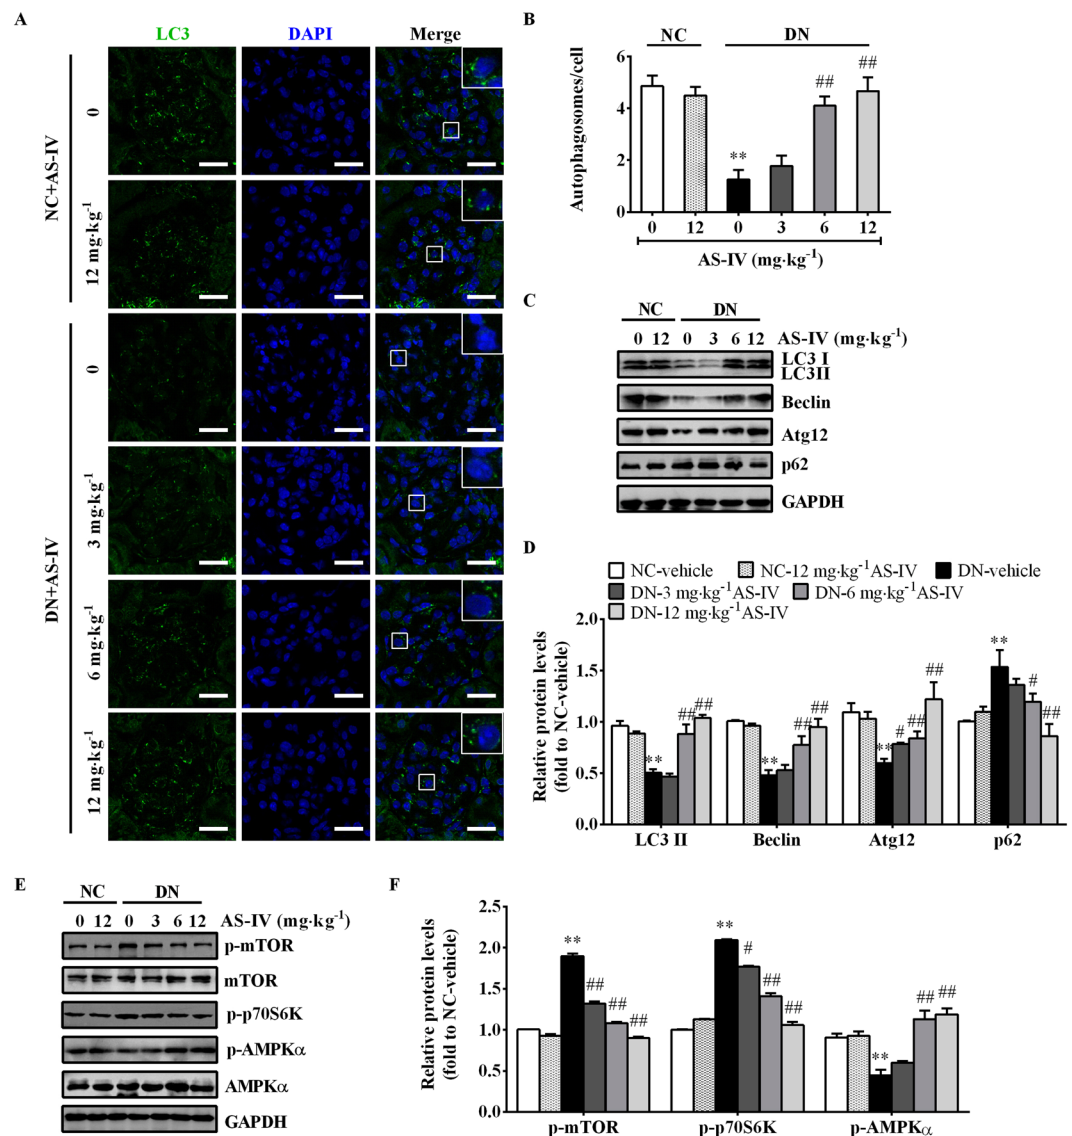 A
LC3 DAPI Merge
NC+AS-IV
0
12 mg·kg-1
DN+AS-IV
0
3 mg·kg-1
6 mg·kg-1
12 mg·kg-1
B
NC DN
Autophagosomes/cell
6
4
2
0
** ## ##
0 12 0 3 6 12
AS-IV (mg·kg-1)
C
NC DN
0 12 0 3 6 12 AS-IV (mg·kg-1)
LC3 I
LC3II
Beclin
Atg12
p62
GAPDH
D
NC-vehicle NC-12 mg·kg-1AS-IV DN-vehicle
DN-3 mg·kg-1AS-IV DN-6 mg·kg-1AS-IV
DN-12 mg·kg-1AS-IV
Relative protein levels
(fold to NC-vehicle)
2.0
1.5
1.0
0.5
0.0
** ## ##
** ## ##
** # ## ##
** # ##
LC3 II Beclin Atg12 p62
E
NC DN
0 12 0 3 6 12 AS-IV (mg·kg-1)
p-mTOR
mTOR
p-p70S6K
p-AMPKα
AMPKα
GAPDH
F
Relative protein levels
(fold to NC-vehicle)
2.5
2.0
1.5
1.0
0.5
0.0
** ## ## ##
** # ## ##
** ## ##
p-mTOR p-p70S6K p-AMPKα